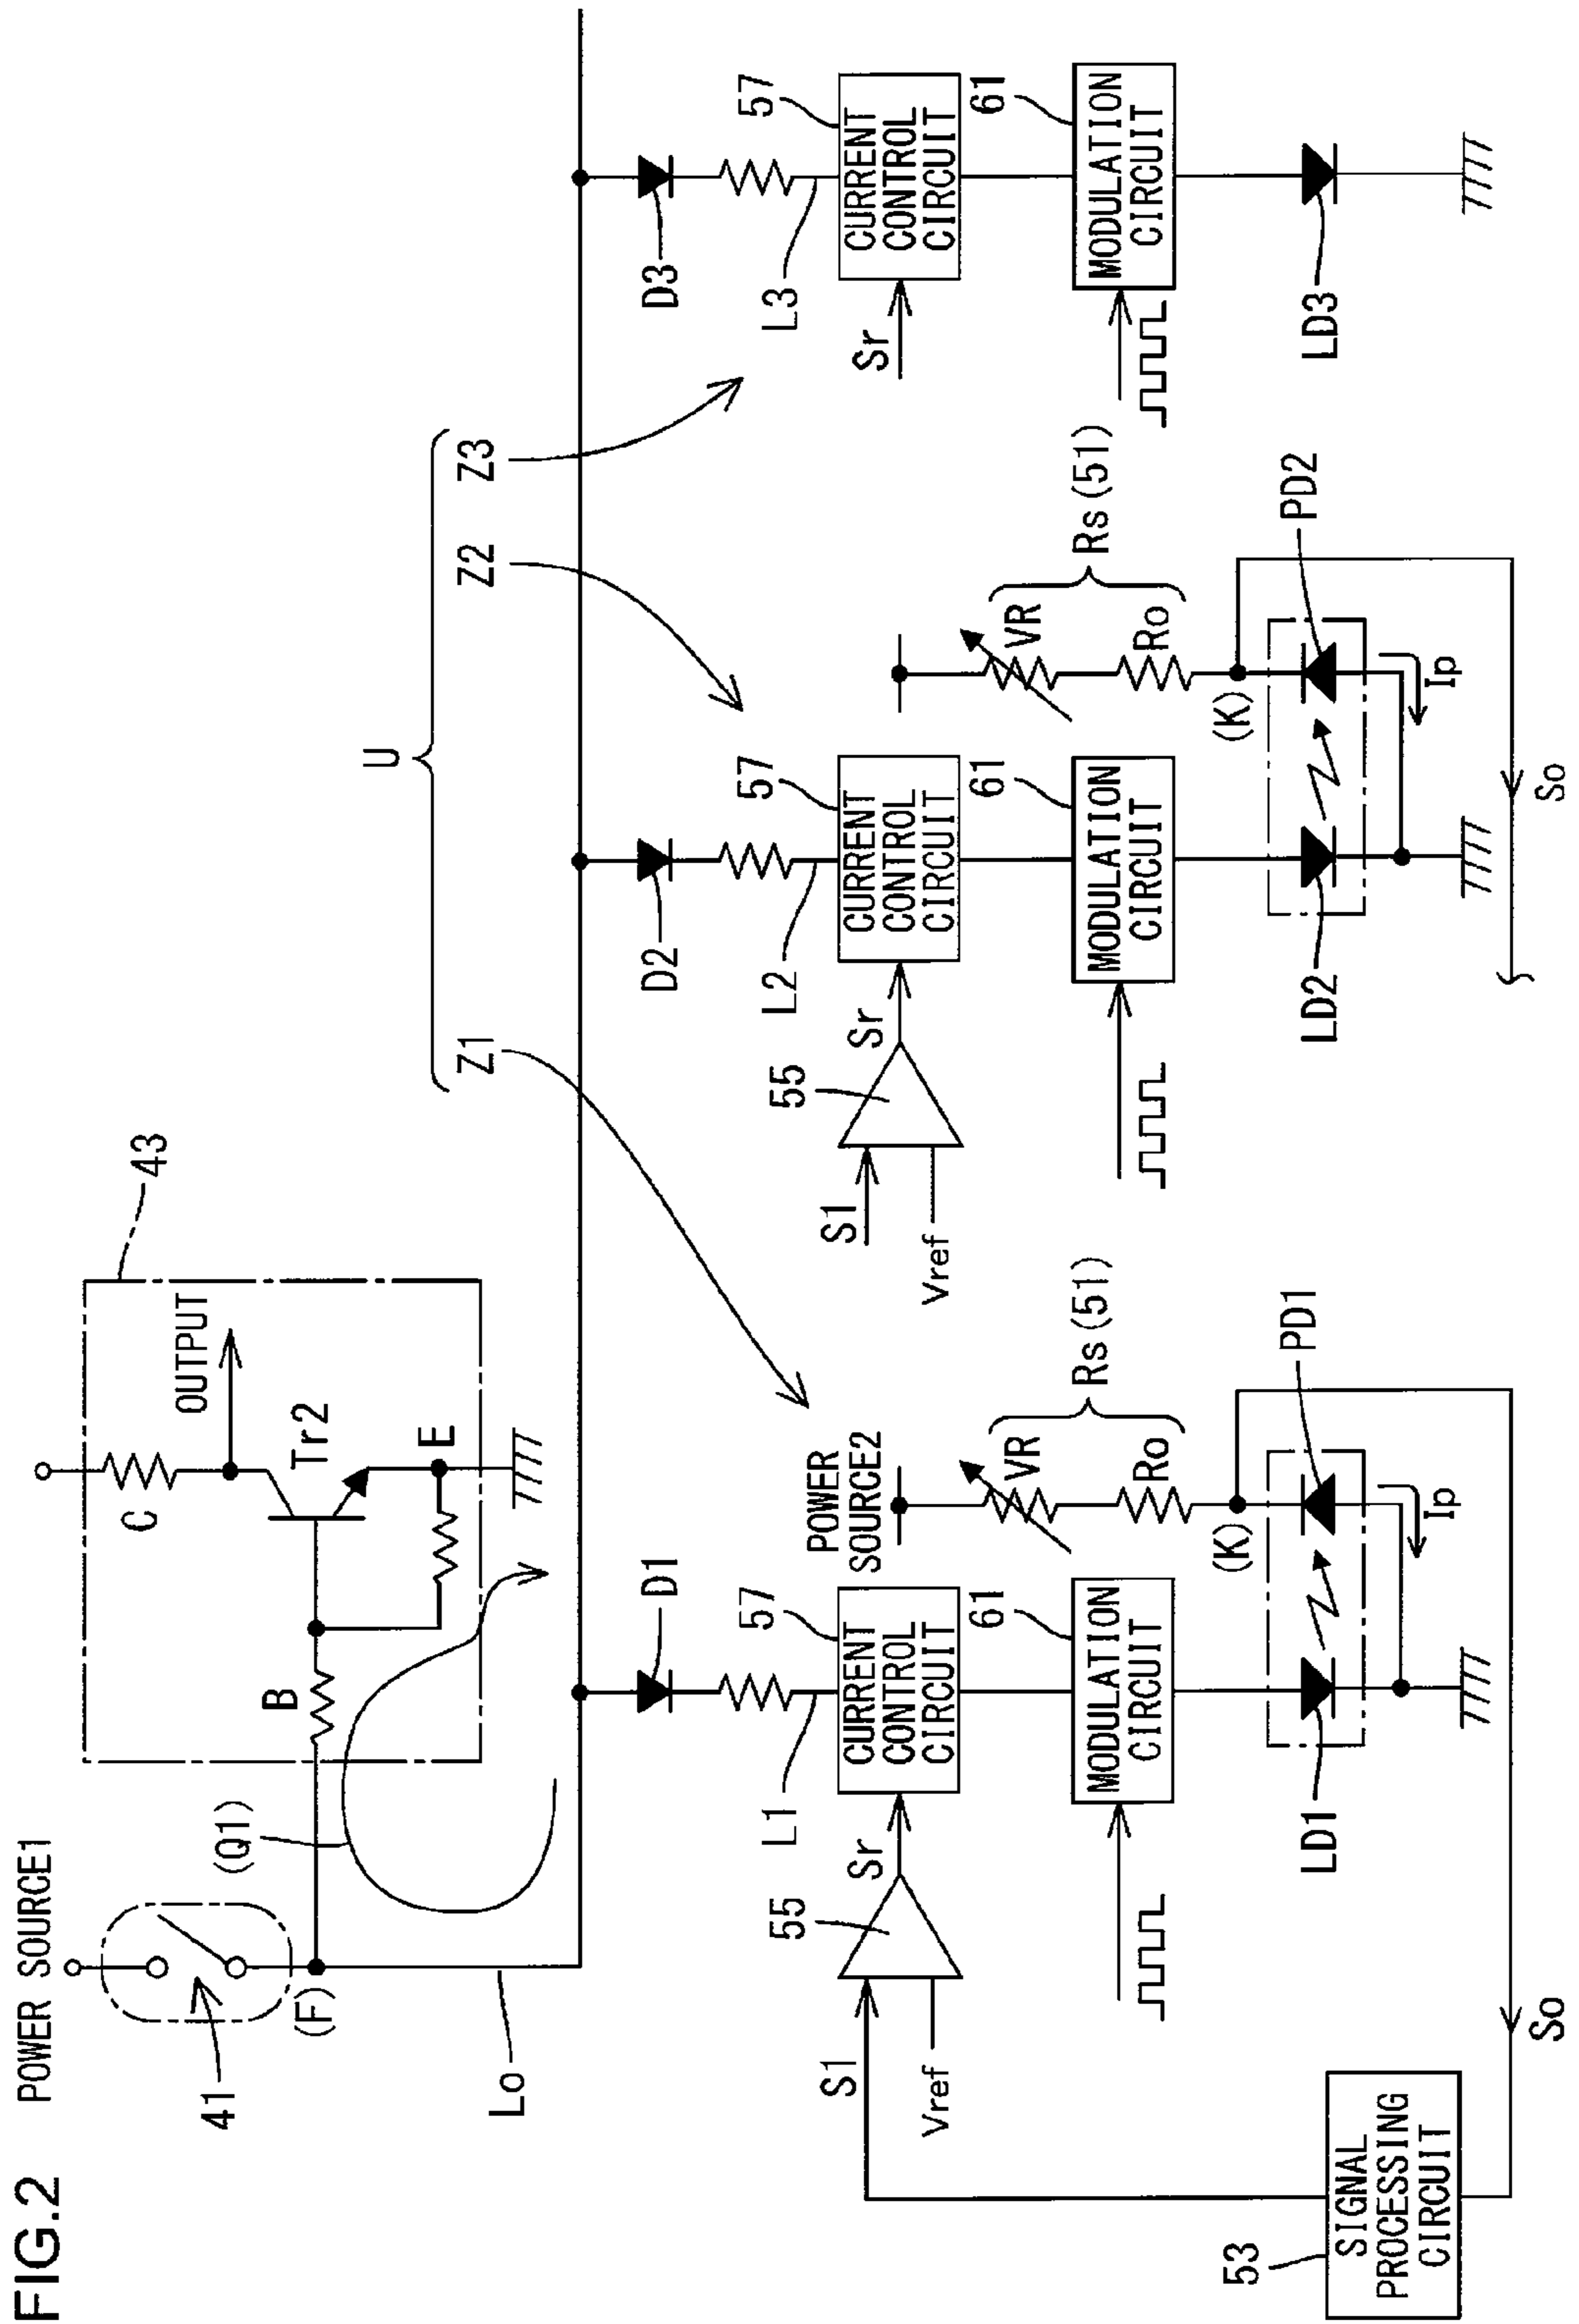 FIG.2
POWER SOURCE1
41
(F)
(Q1)
Lo
43
C
OUTPUT
Tr2
B
E
U
Z1
Z2
Z3
D1
L1
57
CURRENT
CONTROL
CIRCUIT
Sr
55
S1
Vref
61
MODULATION
CIRCUIT
POWER
SOURCE2
VR
Ro
Rs(51)
(K)
PD1
LD1
Ip
So
53
SIGNAL
PROCESSING
CIRCUIT
D2
L2
57
CURRENT
CONTROL
CIRCUIT
Sr
55
S1
Vref
61
MODULATION
CIRCUIT
VR
Ro
Rs(51)
(K)
PD2
LD2
Ip
So
D3
L3
57
CURRENT
CONTROL
CIRCUIT
Sr
61
MODULATION
CIRCUIT
LD3